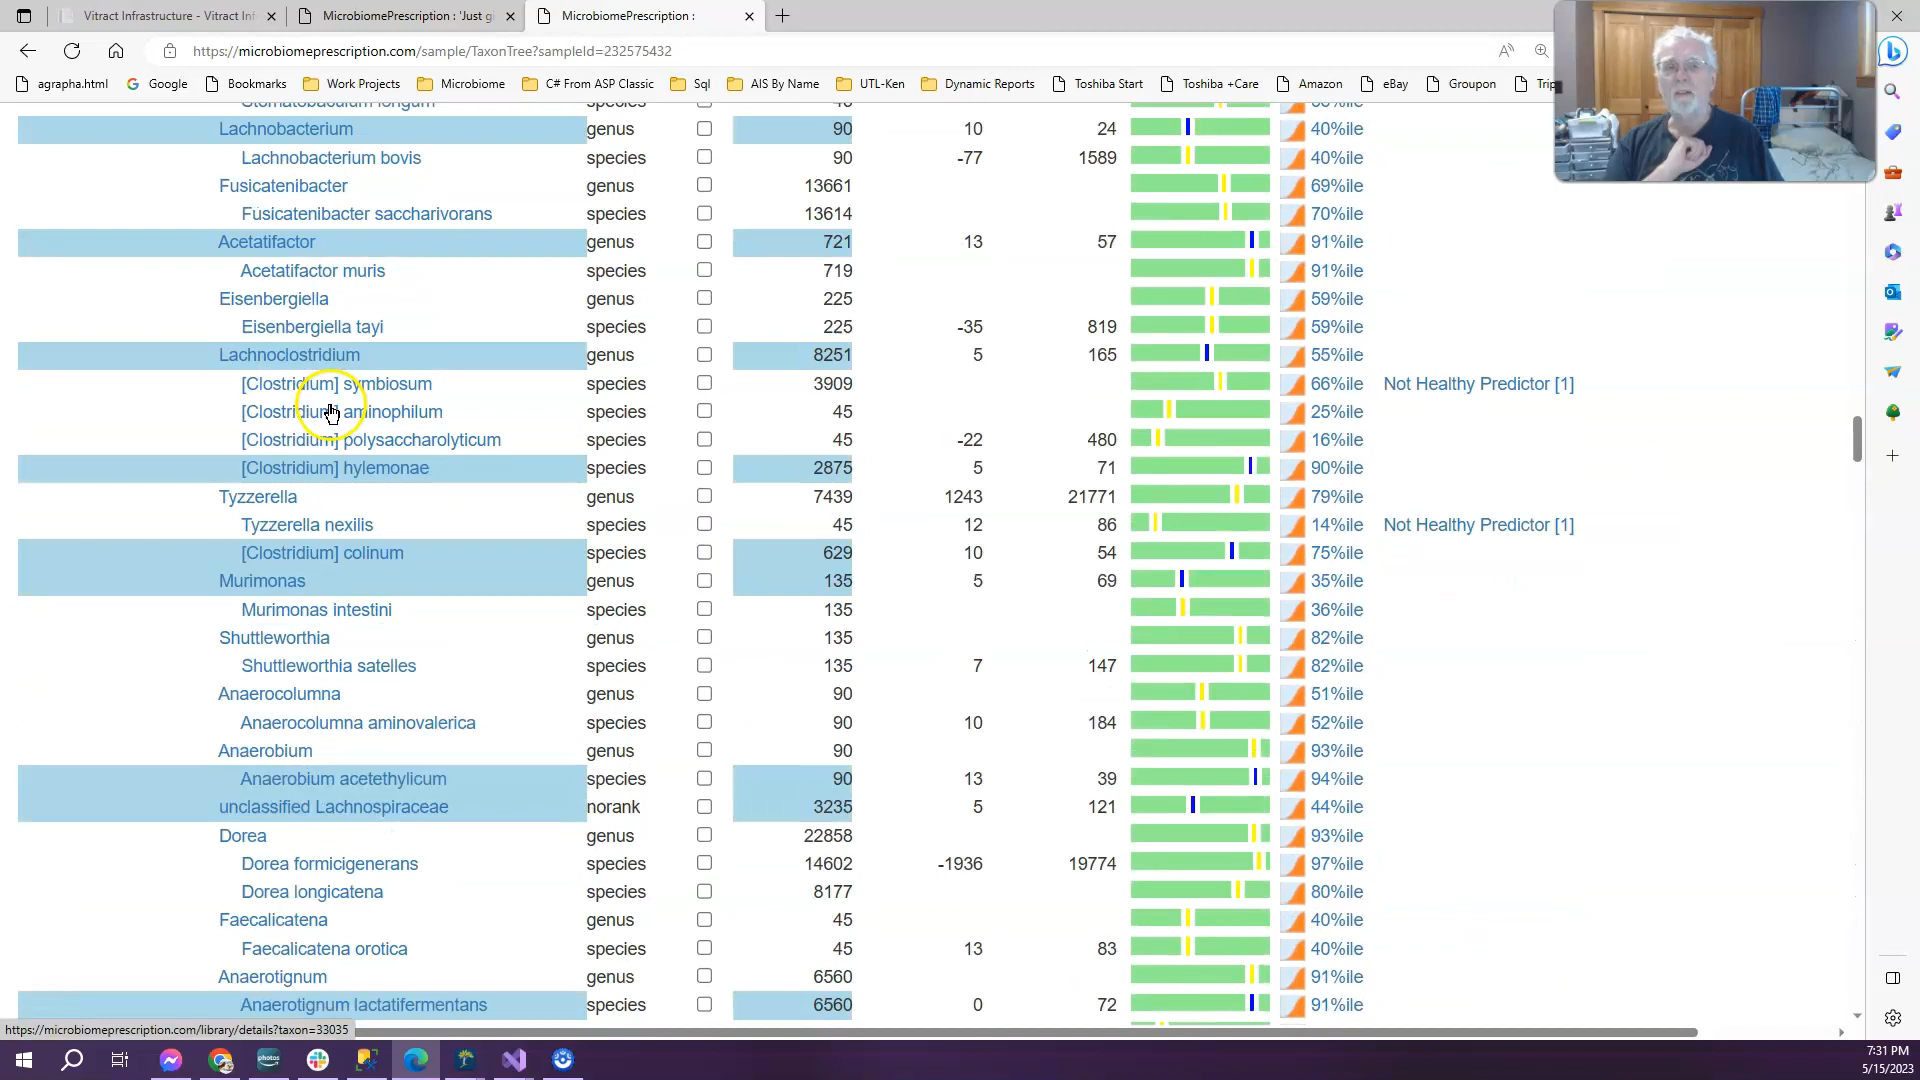 Vitract Infrastructure - Vitract Inf
MicrobiomePrescription : 'Just gi
MicrobiomePrescription :
https://microbiomeprescription.com/sample/TaxonTree?sampleId=232575432
agrapha.html Google Bookmarks Work Projects Microbiome C# From ASP Classic Sql AIS By Name UTL-Ken Dynamic Reports Toshiba Start Toshiba +Care Amazon eBay Groupon Trip
Lachnobacterium genus 90 10 24 40%ile
Lachnobacterium bovis species 90 -77 1589 40%ile
Fusicatenibacter genus 13661 69%ile
Fusicatenibacter saccharivorans species 13614 70%ile
Acetatifactor genus 721 13 57 91%ile
Acetatifactor muris species 719 91%ile
Eisenbergiella genus 225 59%ile
Eisenbergiella tayi species 225 -35 819 59%ile
Lachnoclostridium genus 8251 5 165 55%ile
[Clostridium] symbiosum species 3909 66%ile Not Healthy Predictor [1]
[Clostridium] aminophilum species 45 25%ile
[Clostridium] polysaccharolyticum species 45 -22 480 16%ile
[Clostridium] hylemonae species 2875 5 71 90%ile
Tyzzerella genus 7439 1243 21771 79%ile
Tyzzerella nexilis species 45 12 86 14%ile Not Healthy Predictor [1]
[Clostridium] colinum species 629 10 54 75%ile
Murimonas genus 135 5 69 35%ile
Murimonas intestini species 135 36%ile
Shuttleworthia genus 135 82%ile
Shuttleworthia satelles species 135 7 147 82%ile
Anaerocolumna genus 90 51%ile
Anaerocolumna aminovalerica species 90 10 184 52%ile
Anaerobium genus 90 93%ile
Anaerobium acetethylicum species 90 13 39 94%ile
unclassified Lachnospiraceae norank 3235 5 121 44%ile
Dorea genus 22858 93%ile
Dorea formicigenerans species 14602 -1936 19774 97%ile
Dorea longicatena species 8177 80%ile
Faecalicatena genus 45 40%ile
Faecalicatena orotica species 45 13 83 40%ile
Anaerotignum genus 6560 91%ile
Anaerotignum lactatifermentans species 6560 0 72 91%ile
https://microbiomeprescription.com/library/details?taxon=33035
photos
7:31 PM
5/15/2023